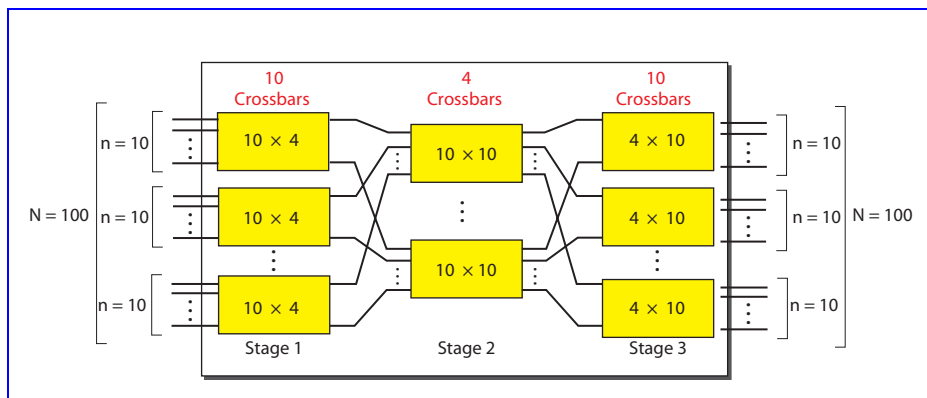 10
Crossbars
4
Crossbars
10
Crossbars
n = 10
10 × 4
10 × 10
4 × 10
n = 10
N = 100
n = 10
10 × 4
4 × 10
n = 10
N = 100
10 × 10
n = 10
10 × 4
4 × 10
n = 10
Stage 1
Stage 2
Stage 3